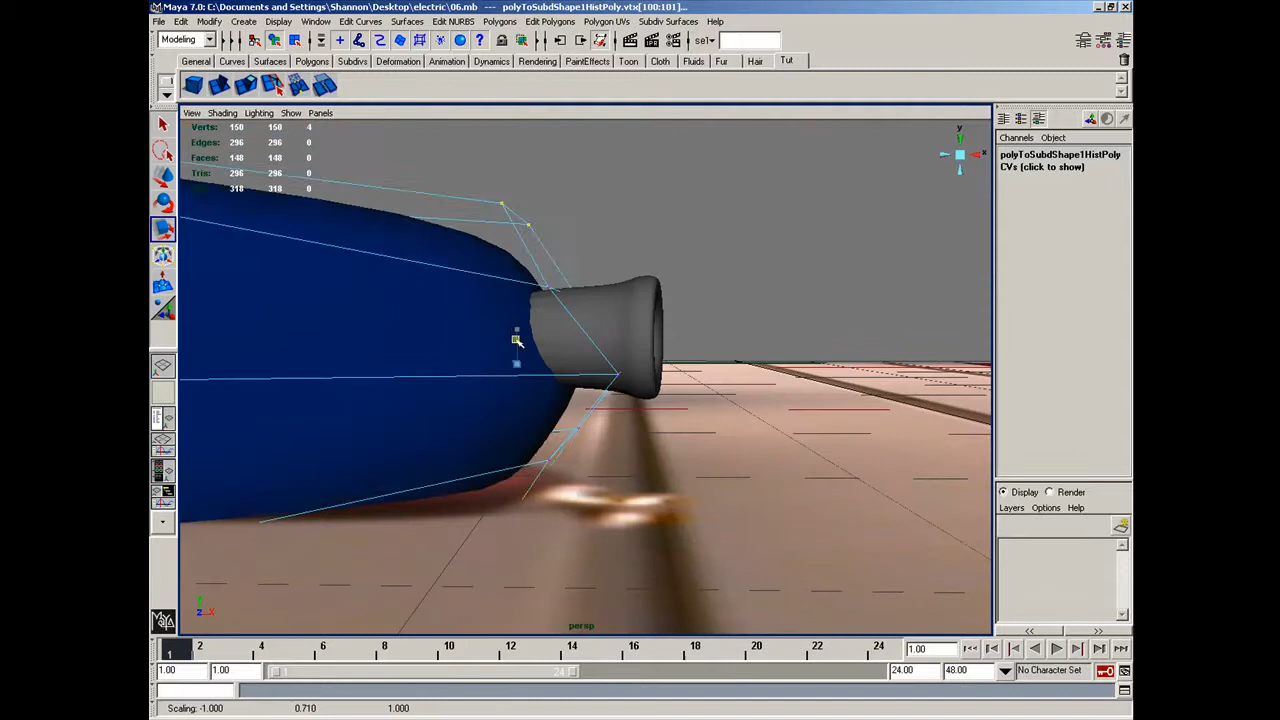 Maya 7.0: C:\Documents and Settings\Shannon\Desktop\electric\06.mb --- polyToSubdShape1HistPoly.vtx[100:101]...
File Edit Modify Create Display Window Edit Curves Surfaces Edit NURBS Polygons Edit Polygons Polygon UVs Subdiv Surfaces Help
Modeling sel
General Curves Surfaces Polygons Subdivs Deformation Animation Dynamics Rendering PaintEffects Toon Cloth Fluids Fur Hair Tut
View Shading Lighting Show Panels
Verts: 150 150 4
Edges: 296 296 0
Faces: 148 148 0
Tris: 296 296 0
318 318 0
y
x
Channels Object
polyToSubdShape1HistPoly
CVs (click to show)
Display Render
Layers Options Help
y
z x
persp
<< >>
MAYA
1 2 4 6 8 10 12 14 16 18 20 22 24 1.00
1.00 1.00 1 24 24.00 48.00 No Character Set
Scaling: -1.000 0.710 1.000